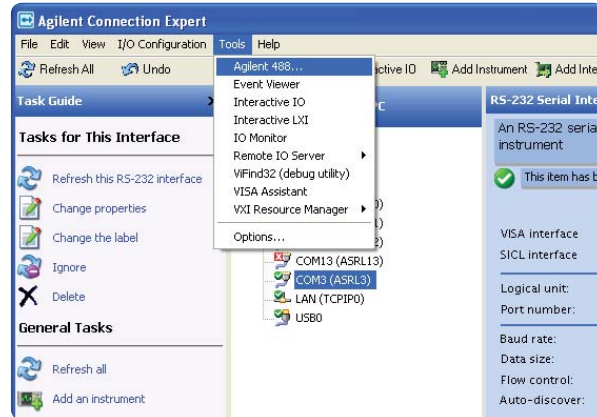 Agilent Connection Expert
File Edit View I/O Configuration Tools Help
Refresh All Undo active IO Add Instrument Add Inte
Agilent 488...
Event Viewer
Interactive IO
Interactive LXI
IO Monitor
Remote IO Server
ViFind32 (debug utility)
VISA Assistant
VXI Resource Manager
Options...
Task Guide
Tasks for This Interface
Refresh this RS-232 interface
Change properties
Change the label
Ignore
Delete
General Tasks
Refresh all
Add an instrument
COM13 (ASRL13)
COM3 (ASRL3)
LAN (TCPIP0)
USB0
RS-232 Serial Inte
An RS-232 seria
instrument
This item has b
VISA interface
SICL interface
Logical unit:
Port number:
Baud rate:
Data size:
Flow control:
Auto-discover: